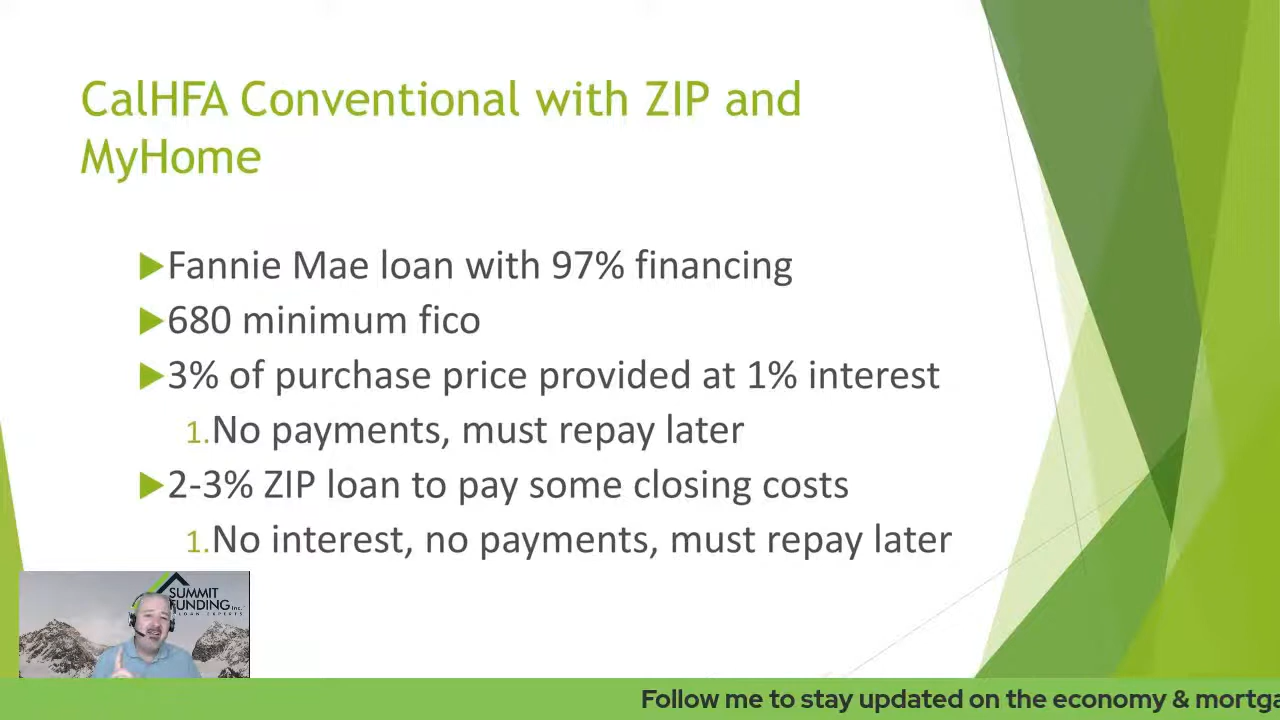 CalHFA Conventional with ZIP and
MyHome
Fannie Mae loan with 97% financing
680 minimum fico
3% of purchase price provided at 1% interest
1.No payments, must repay later
2-3% ZIP loan to pay some closing costs
1.No interest, no payments, must repay later
SUMMIT
FUNDING Inc.
LOAN EXPERTS
Follow me to stay updated on the economy & mortga